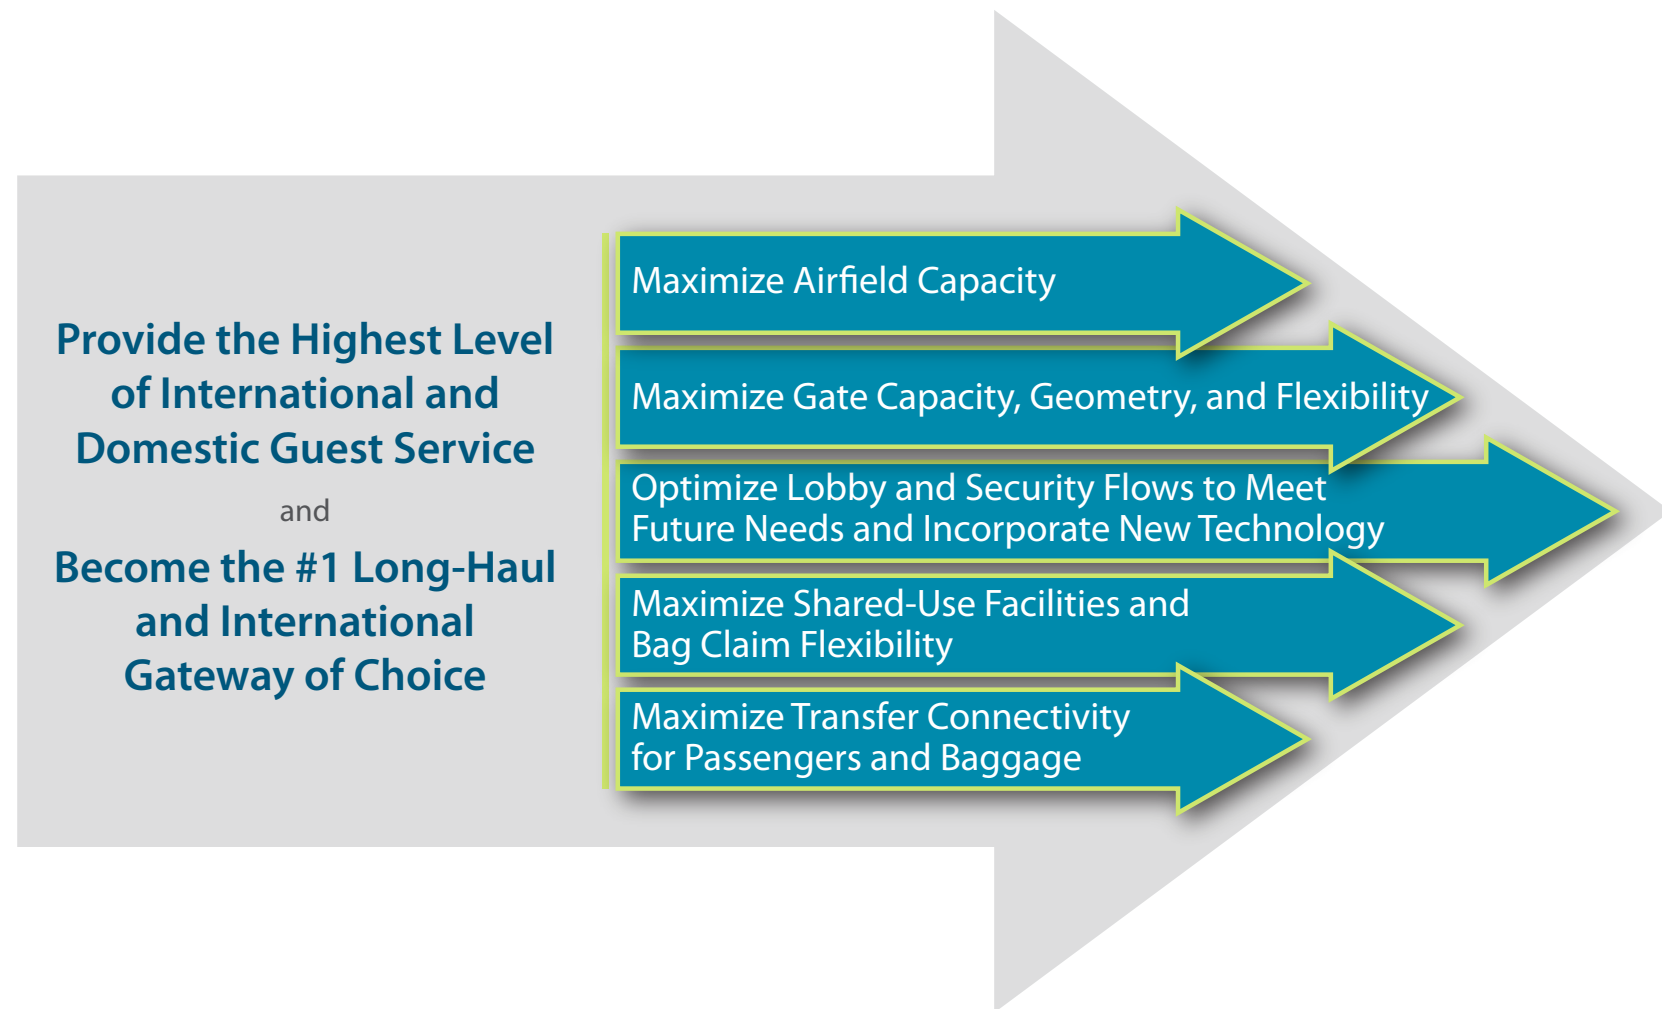 Provide the Highest Level
of International and
Domestic Guest Service
and
Become the #1 Long-Haul
and International
Gateway of Choice
Maximize Airfield Capacity
Maximize Gate Capacity, Geometry, and Flexibility
Optimize Lobby and Security Flows to Meet
Future Needs and Incorporate New Technology
Maximize Shared-Use Facilities and
Bag Claim Flexibility
Maximize Transfer Connectivity
for Passengers and Baggage